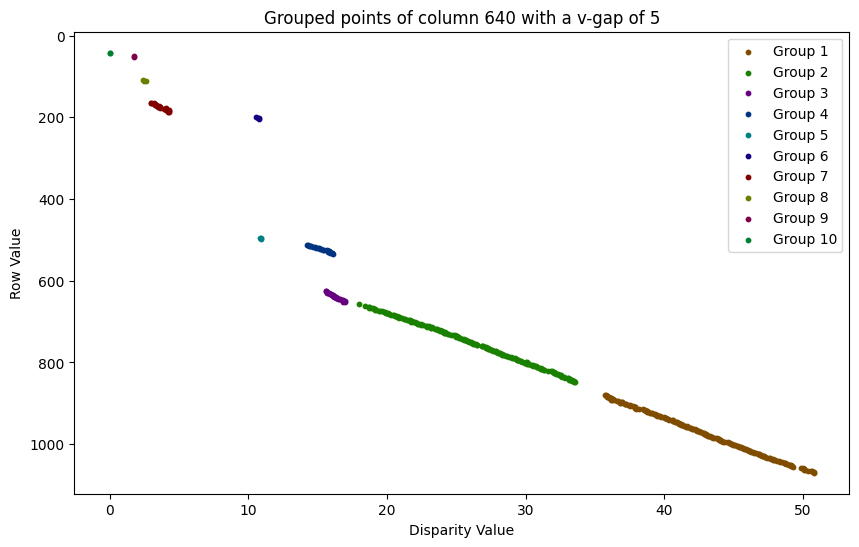 Grouped points of column 640 with a v-gap of 5
Group 1
Group 2
Group 3
Group 4
Group 5
Group 6
Group 7
Group 8
Group 9
Group 10
Row Value
0
200
400
600
800
1000
0 10 20 30 40 50
Disparity Value